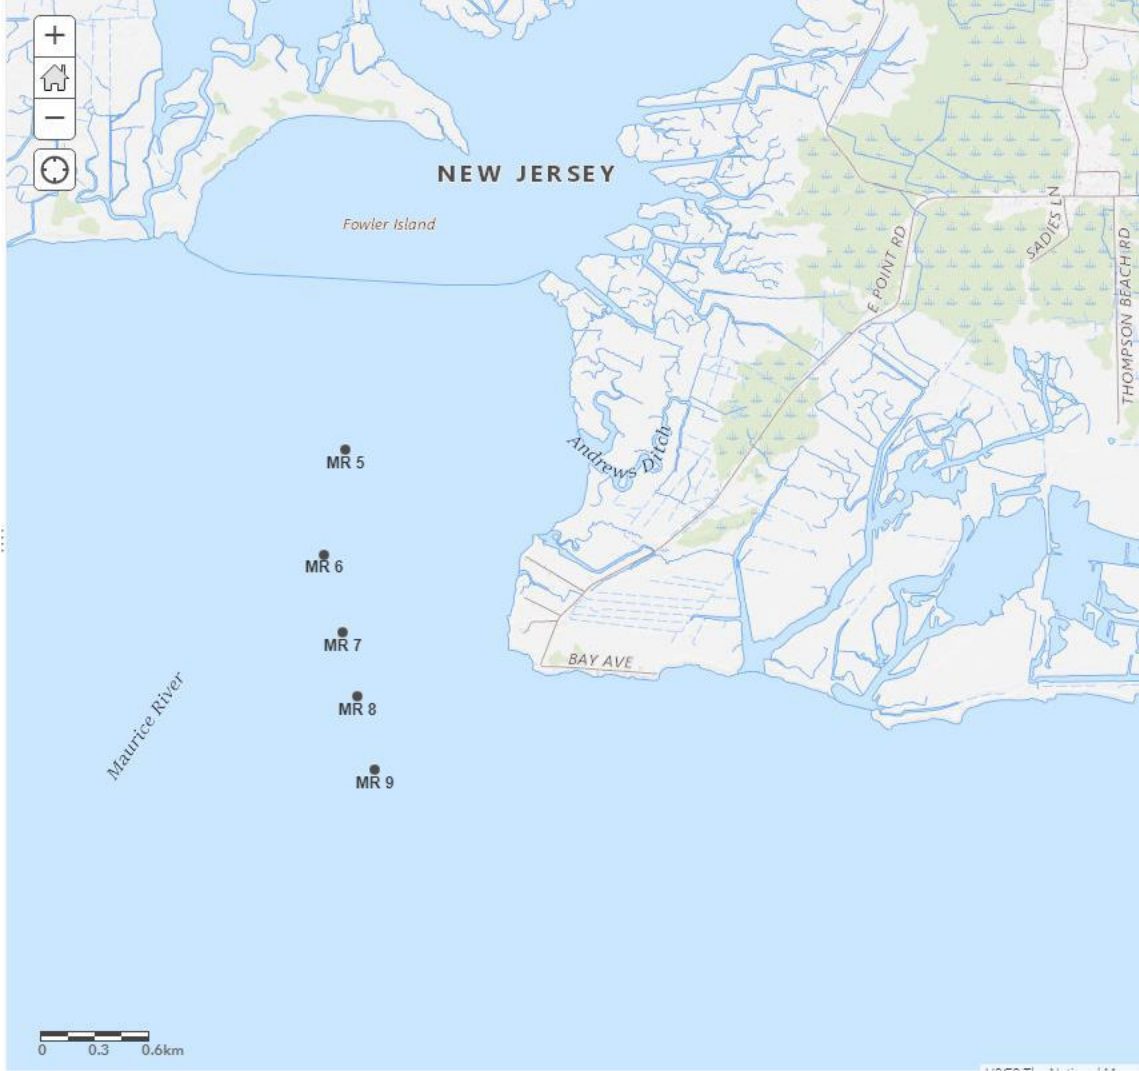 +
−
NEW JERSEY
Fowler Island
SADIES LN
E POINT RD
THOMPSON BEACH RD
Andrews Ditch
MR 5
MR 6
MR 7
BAY AVE
MR 8
Maurice River
MR 9
0 0.3 0.6km